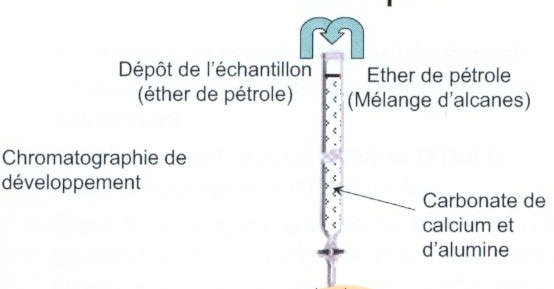 Dépôt de l'échantillon
(éther de pétrole)
Ether de pétrole
(Mélange d'alcanes)
Chromatographie de
développement
Carbonate de
calcium et
d'alumine